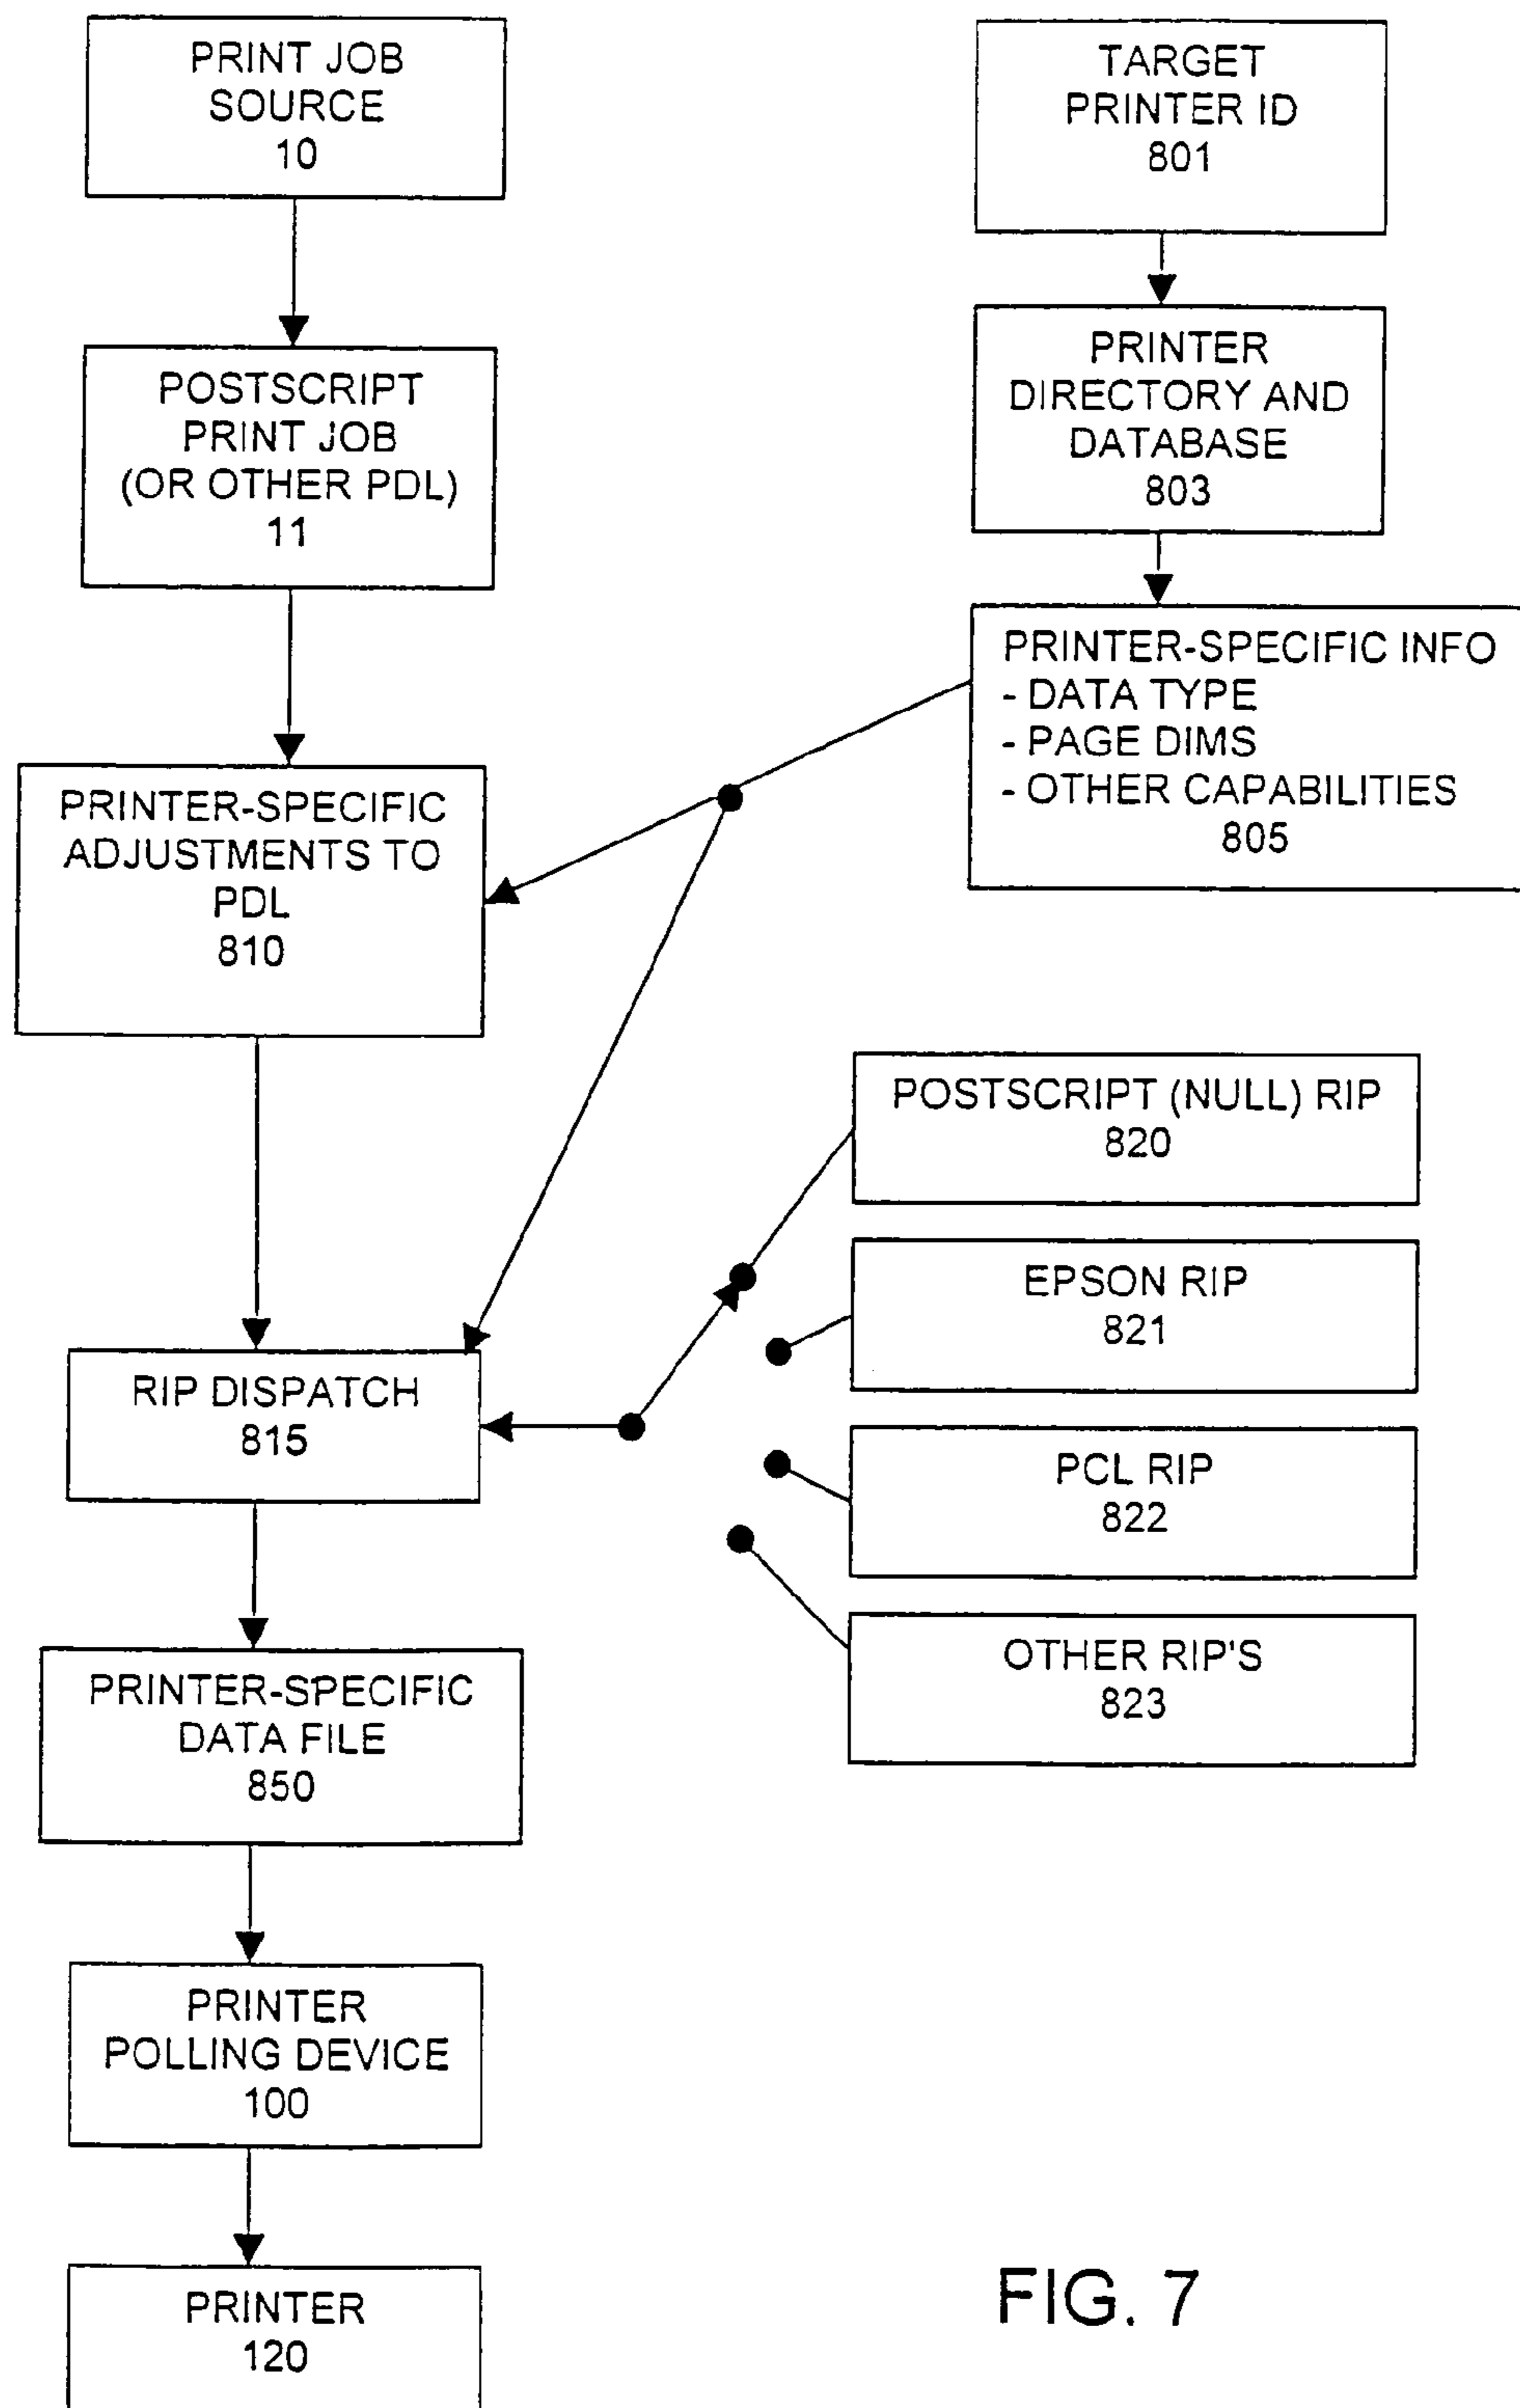 PRINT JOB
SOURCE
10
TARGET
PRINTER ID
801
POSTSCRIPT
PRINT JOB
(OR OTHER PDL)
11
PRINTER
DIRECTORY AND
DATABASE
803
PRINTER-SPECIFIC INFO
- DATA TYPE
- PAGE DIMS
- OTHER CAPABILITIES
805
PRINTER-SPECIFIC
ADJUSTMENTS TO
PDL
810
POSTSCRIPT (NULL) RIP
820
EPSON RIP
821
RIP DISPATCH
815
PCL RIP
822
OTHER RIP'S
823
PRINTER-SPECIFIC
DATA FILE
850
PRINTER
POLLING DEVICE
100
PRINTER
120
FIG. 7